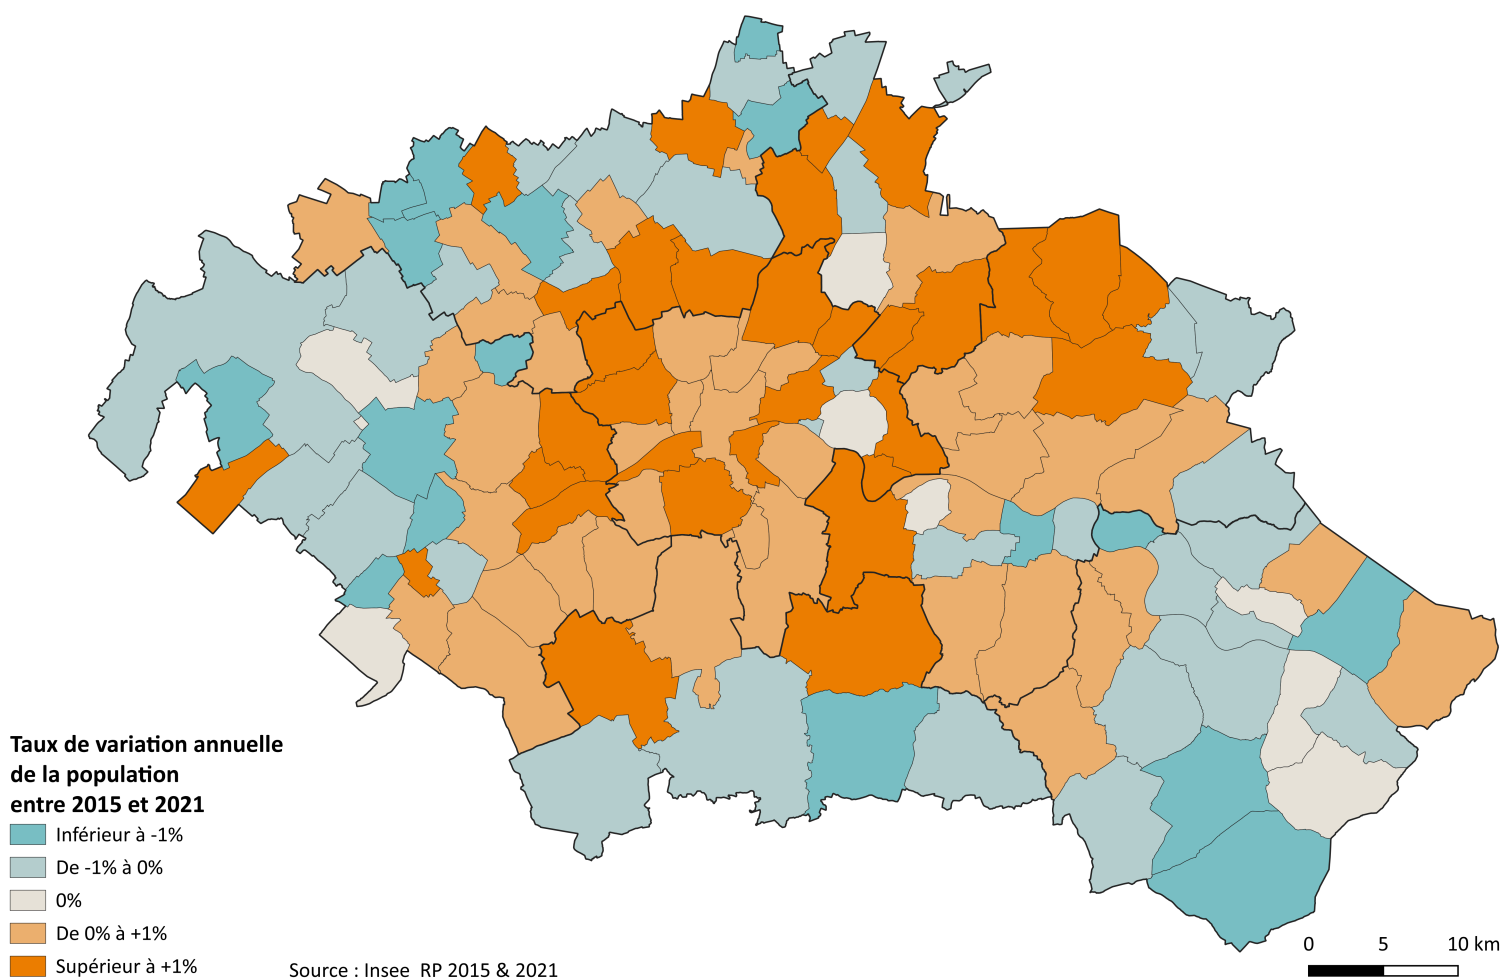 Taux de variation annuelle
de la population
entre 2015 et 2021
Inférieur à -1%
De -1% à 0%
0%
De 0% à +1%
Supérieur à +1%
Source : Insee RP 2015 & 2021
0 5 10 km